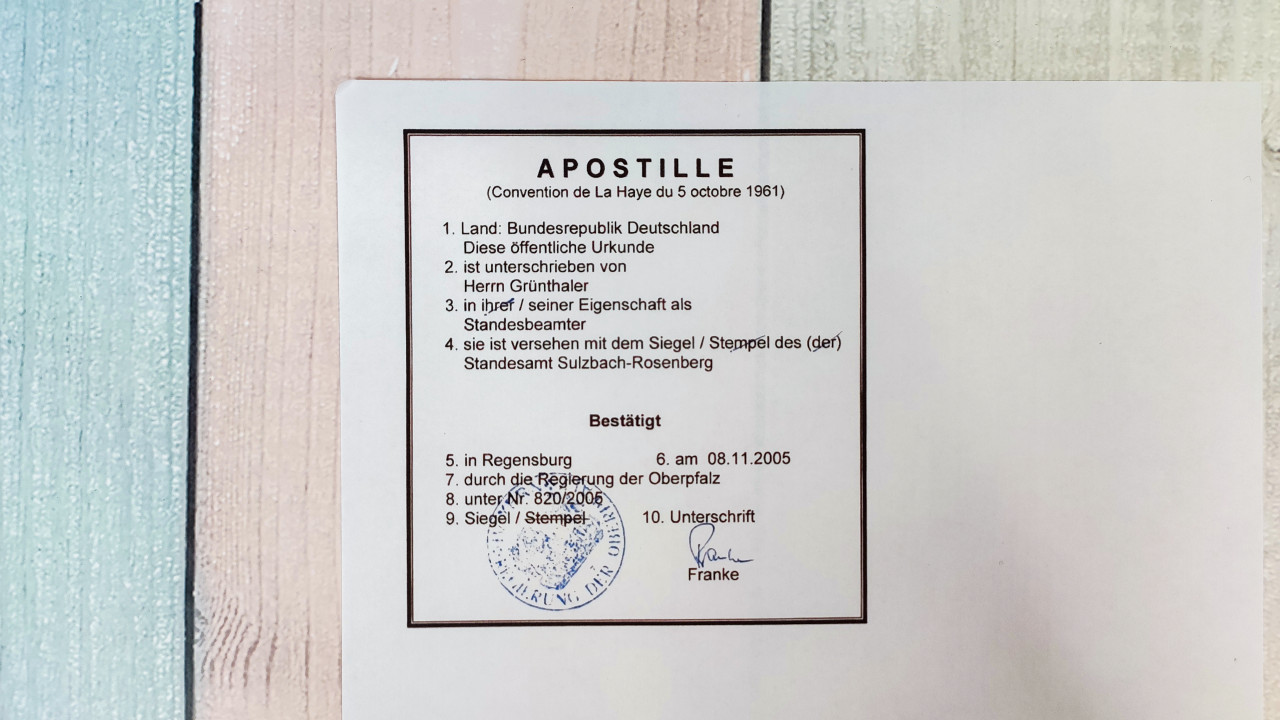 APOSTILLE
(Convention de La Haye du 5 octobre 1961)
1. Land: Bundesrepublik Deutschland
Diese öffentliche Urkunde
2. ist unterschrieben von
Herrn Grünthaler
3. in ihrer / seiner Eigenschaft als
Standesbeamter
4. sie ist versehen mit dem Siegel / Stempel des (der)
Standesamt Sulzbach-Rosenberg
Bestätigt
5. in Regensburg 6. am 08.11.2005
7. durch die Regierung der Oberpfalz
8. unter Nr. 820/2005
9. Siegel / Stempel 10. Unterschrift
Franke
Franke
REGIERUNG DER